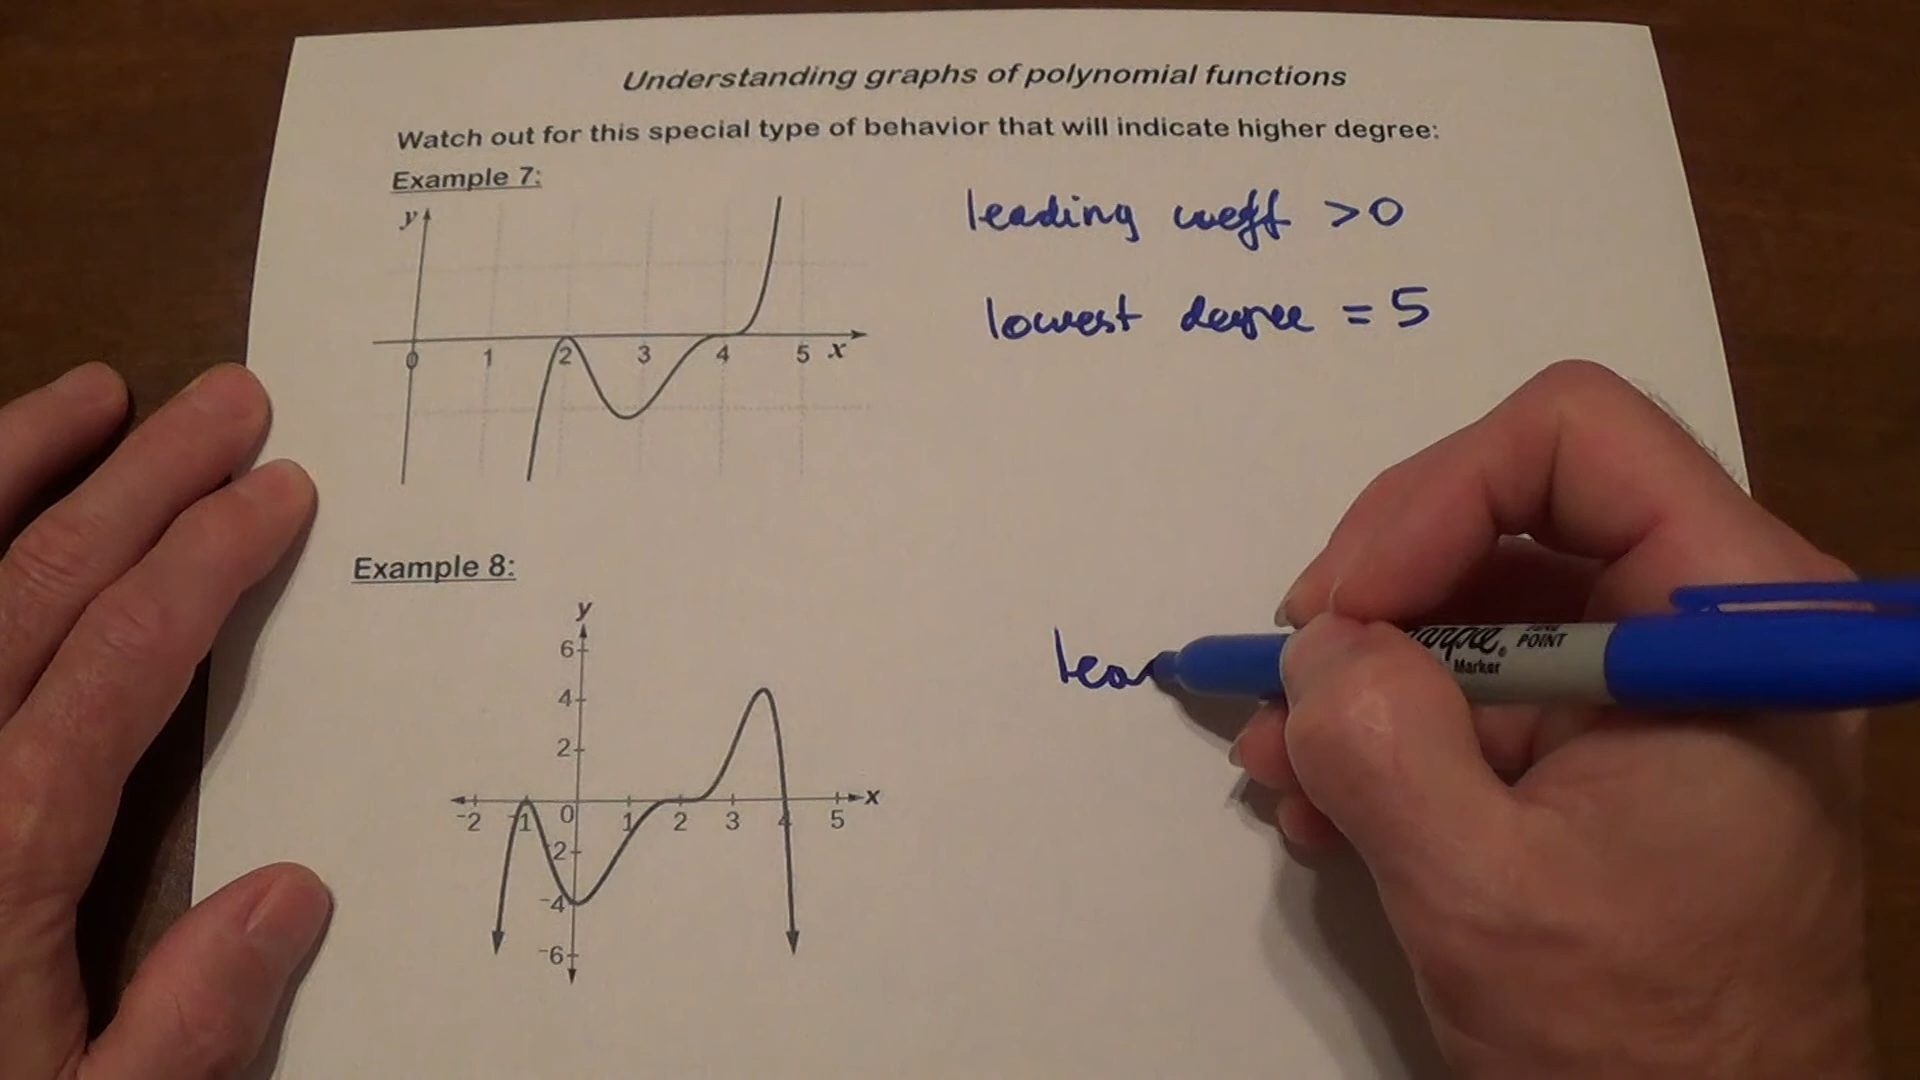 Understanding graphs of polynomial functions
Watch out for this special type of behavior that will indicate higher degree:
Example 7:
leading coeff >0
y
lowest degree = 5
0 1 2 3 4 5 x
Example 8:
y
6
lea
POINT
Marker
4
2
x
-2 -1 0 1 2 3 4 5
-2
-4
-6